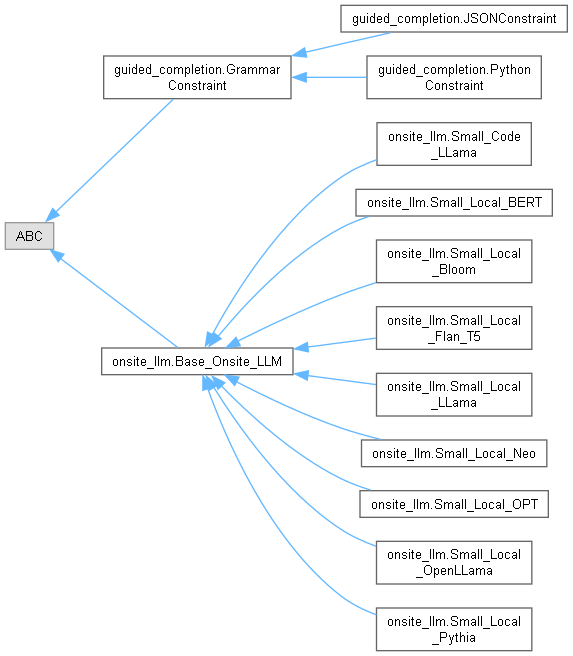 guided_completion.JSONConstraint
guided_completion.Grammar
Constraint
guided_completion.Python
Constraint
onsite_llm.Small_Code
_LLama
onsite_llm.Small_Local_BERT
ABC
onsite_llm.Small_Local
_Bloom
onsite_llm.Small_Local
_Flan_T5
onsite_llm.Base_Onsite_LLM
onsite_llm.Small_Local
_LLama
onsite_llm.Small_Local_Neo
onsite_llm.Small_Local_OPT
onsite_llm.Small_Local
_OpenLLama
onsite_llm.Small_Local
_Pythia